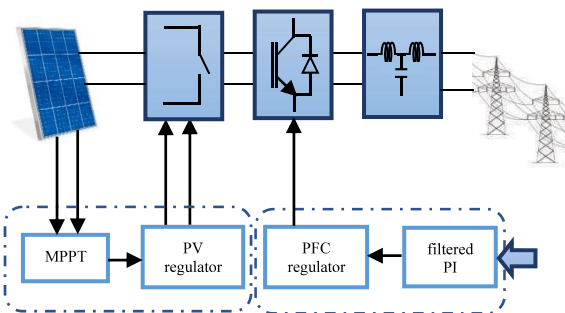 MPPT
PV
regulator
PFC
regulator
filtered
PI